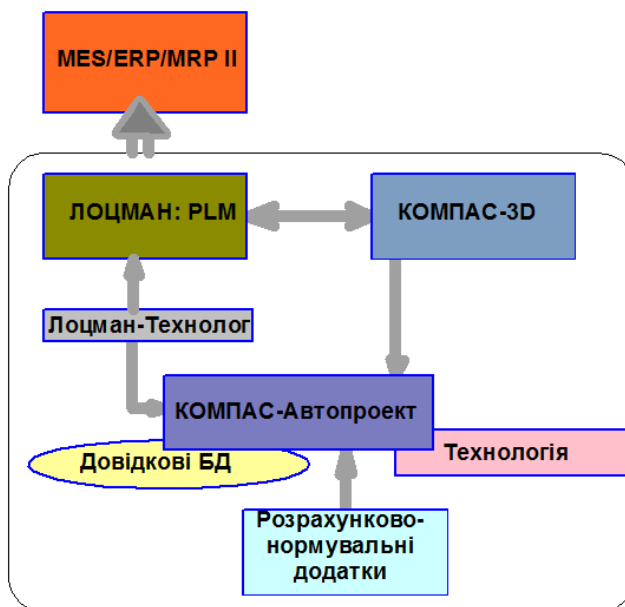 MES/ERP/MRP II
ЛОЦМАН: PLM
КОМПАС-3D
Лоцман-Технолог
КОМПАС-Автопроект
Довідкові БД
Технологія
Розрахунково-
нормувальні
додатки